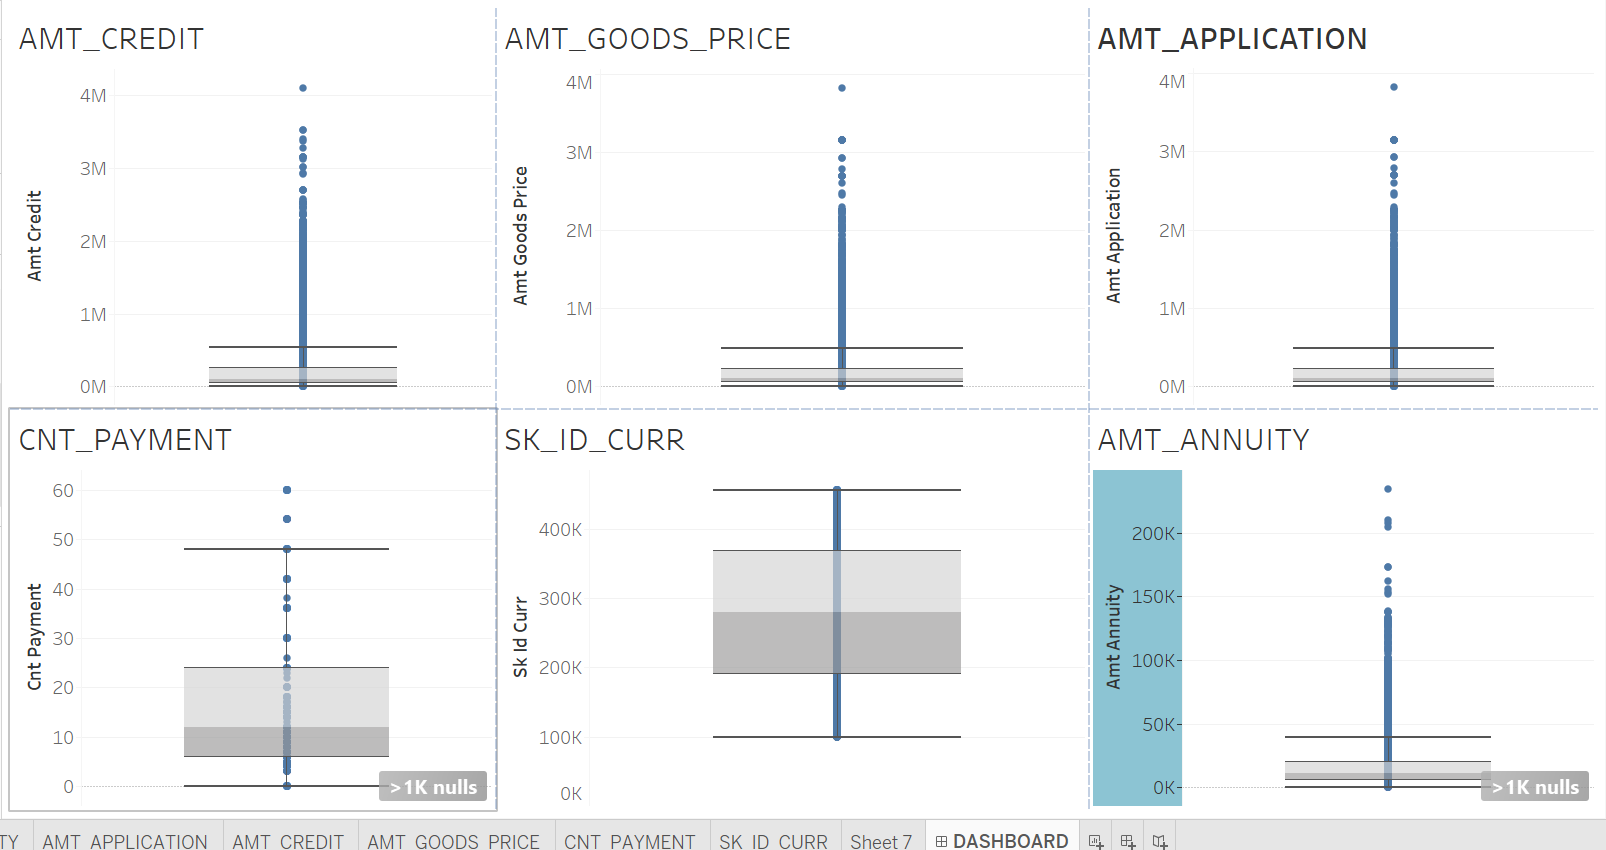 AMT_CREDIT
4M
3M
2M
1M
0M
Amt Credit
AMT_GOODS_PRICE
4M
3M
2M
1M
0M
Amt Goods Price
AMT_APPLICATION
4M
3M
2M
1M
0M
Amt Application
CNT_PAYMENT
60
50
40
30
20
10
0
Cnt Payment
>1K nulls
SK_ID_CURR
400K
300K
200K
100K
0K
Sk Id Curr
AMT_ANNUITY
200K
150K
100K
50K
0K
Amt Annuity
>1K nulls
TY AMT_APPLICATION AMT_CREDIT AMT_GOODS_PRICE CNT_PAYMENT SK_ID_CURR Sheet 7 DASHBOARD